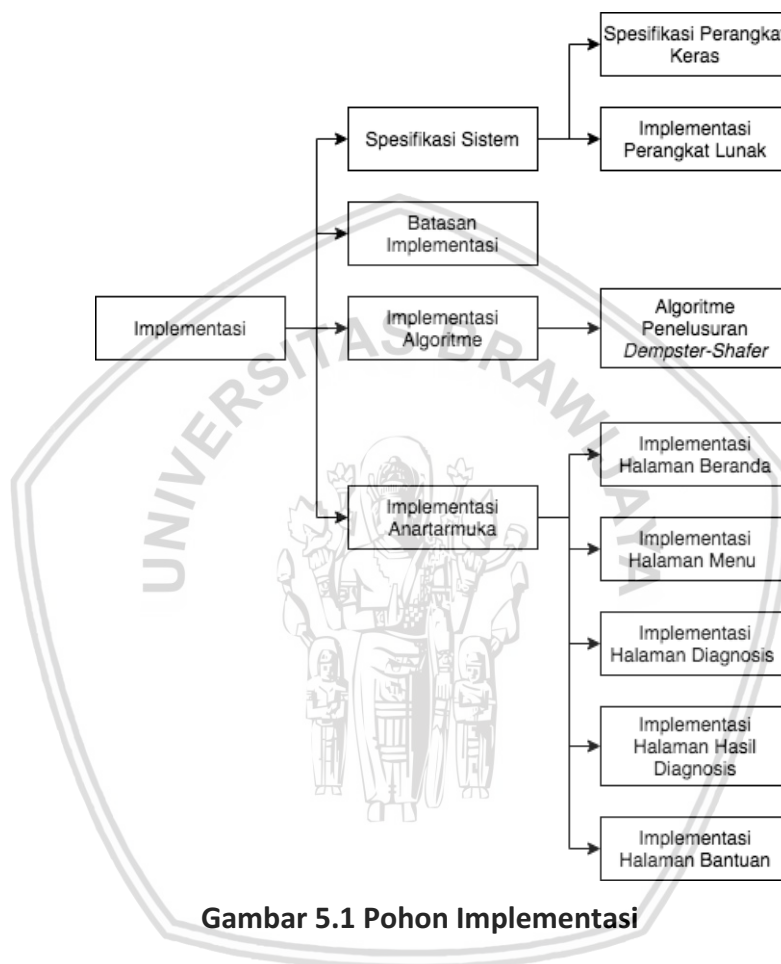 Spesifikasi Perangkat
Keras
Spesifikasi Sistem
Implementasi
Perangkat Lunak
Batasan
Implementasi
Implementasi
Implementasi
Algoritme
Algoritme
Penelusuran
Dempster-Shafer
Implementasi
Halaman Beranda
Implementasi
Anartarmuka
Implementasi
Halaman Menu
Implementasi
Halaman Diagnosis
Implementasi
Halaman Hasil
Diagnosis
Implementasi
Halaman Bantuan
UNIVERSITAS BRAWIJAYA
Gambar 5.1 Pohon Implementasi